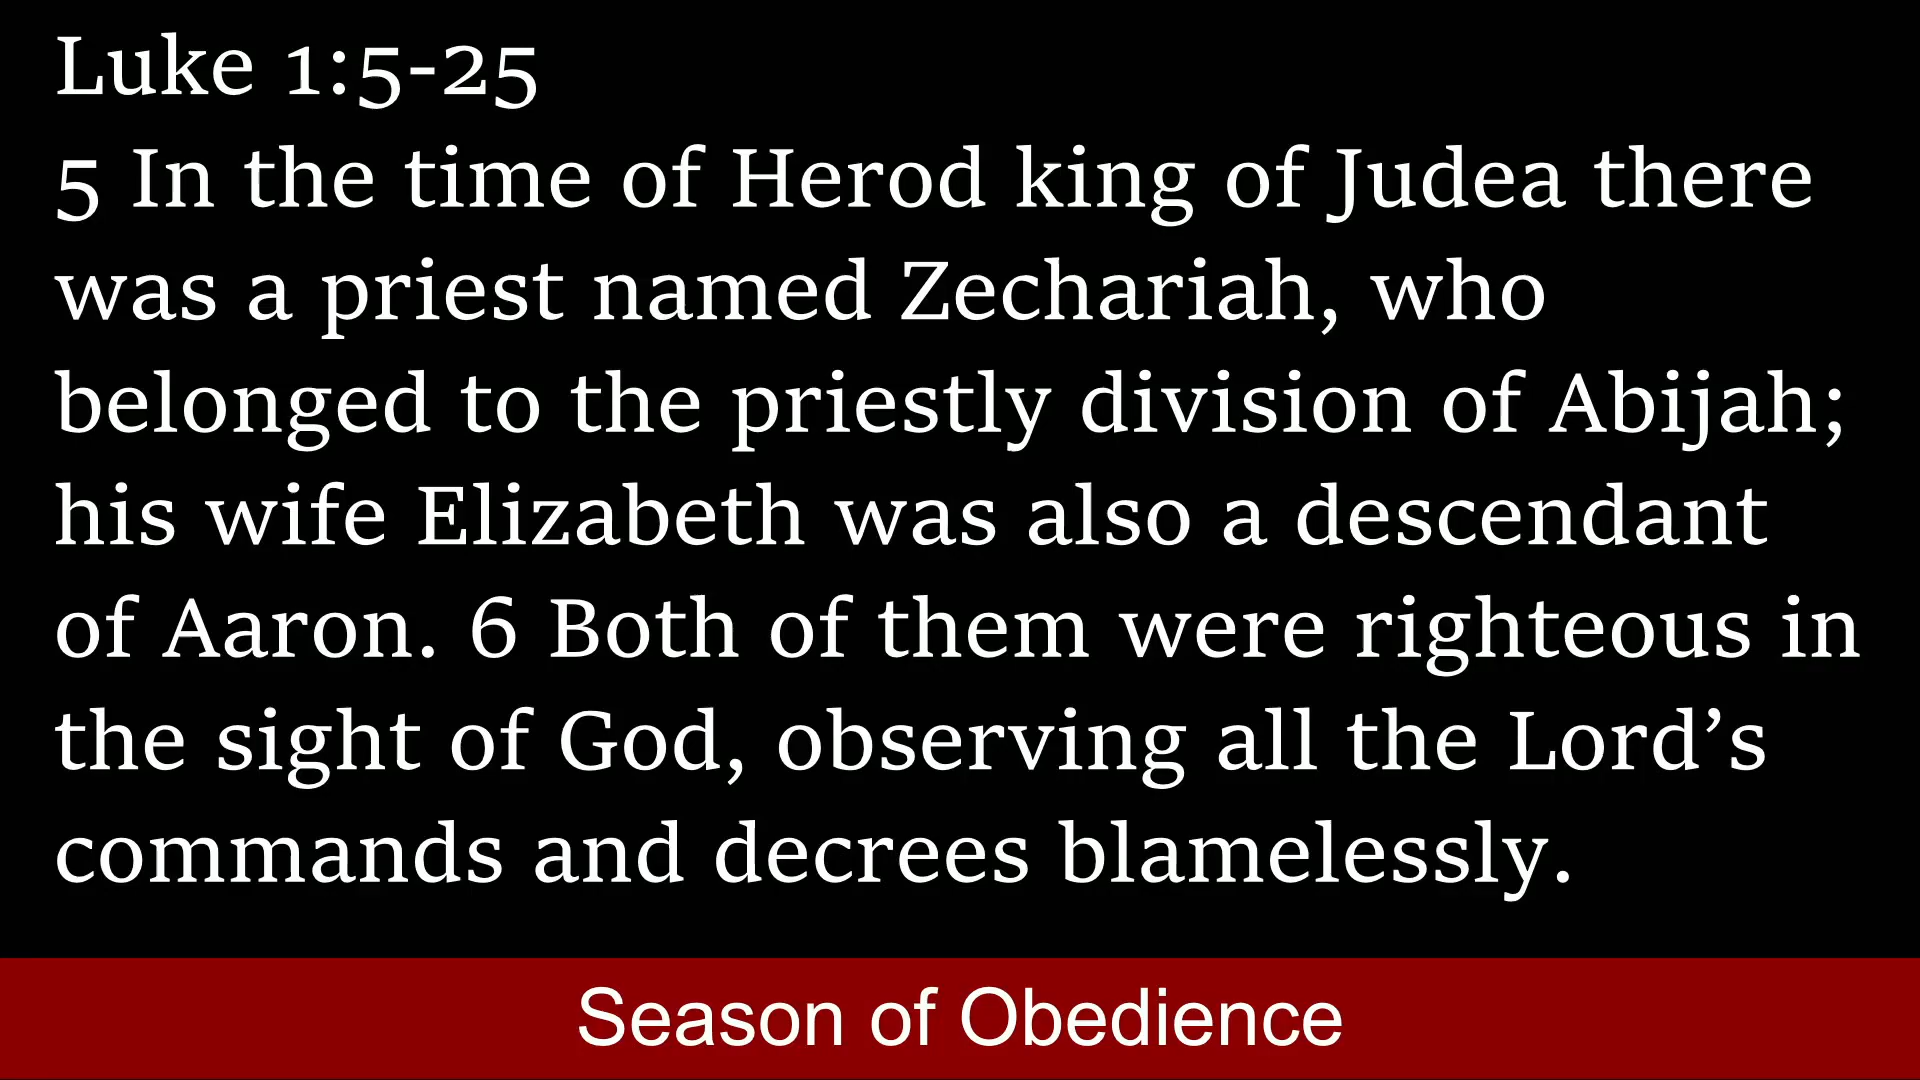 Luke 1:5-25
5 In the time of Herod king of Judea there
was a priest named Zechariah, who
belonged to the priestly division of Abijah;
his wife Elizabeth was also a descendant
of Aaron. 6 Both of them were righteous in
the sight of God, observing all the Lord’s
commands and decrees blamelessly.
Season of Obedience